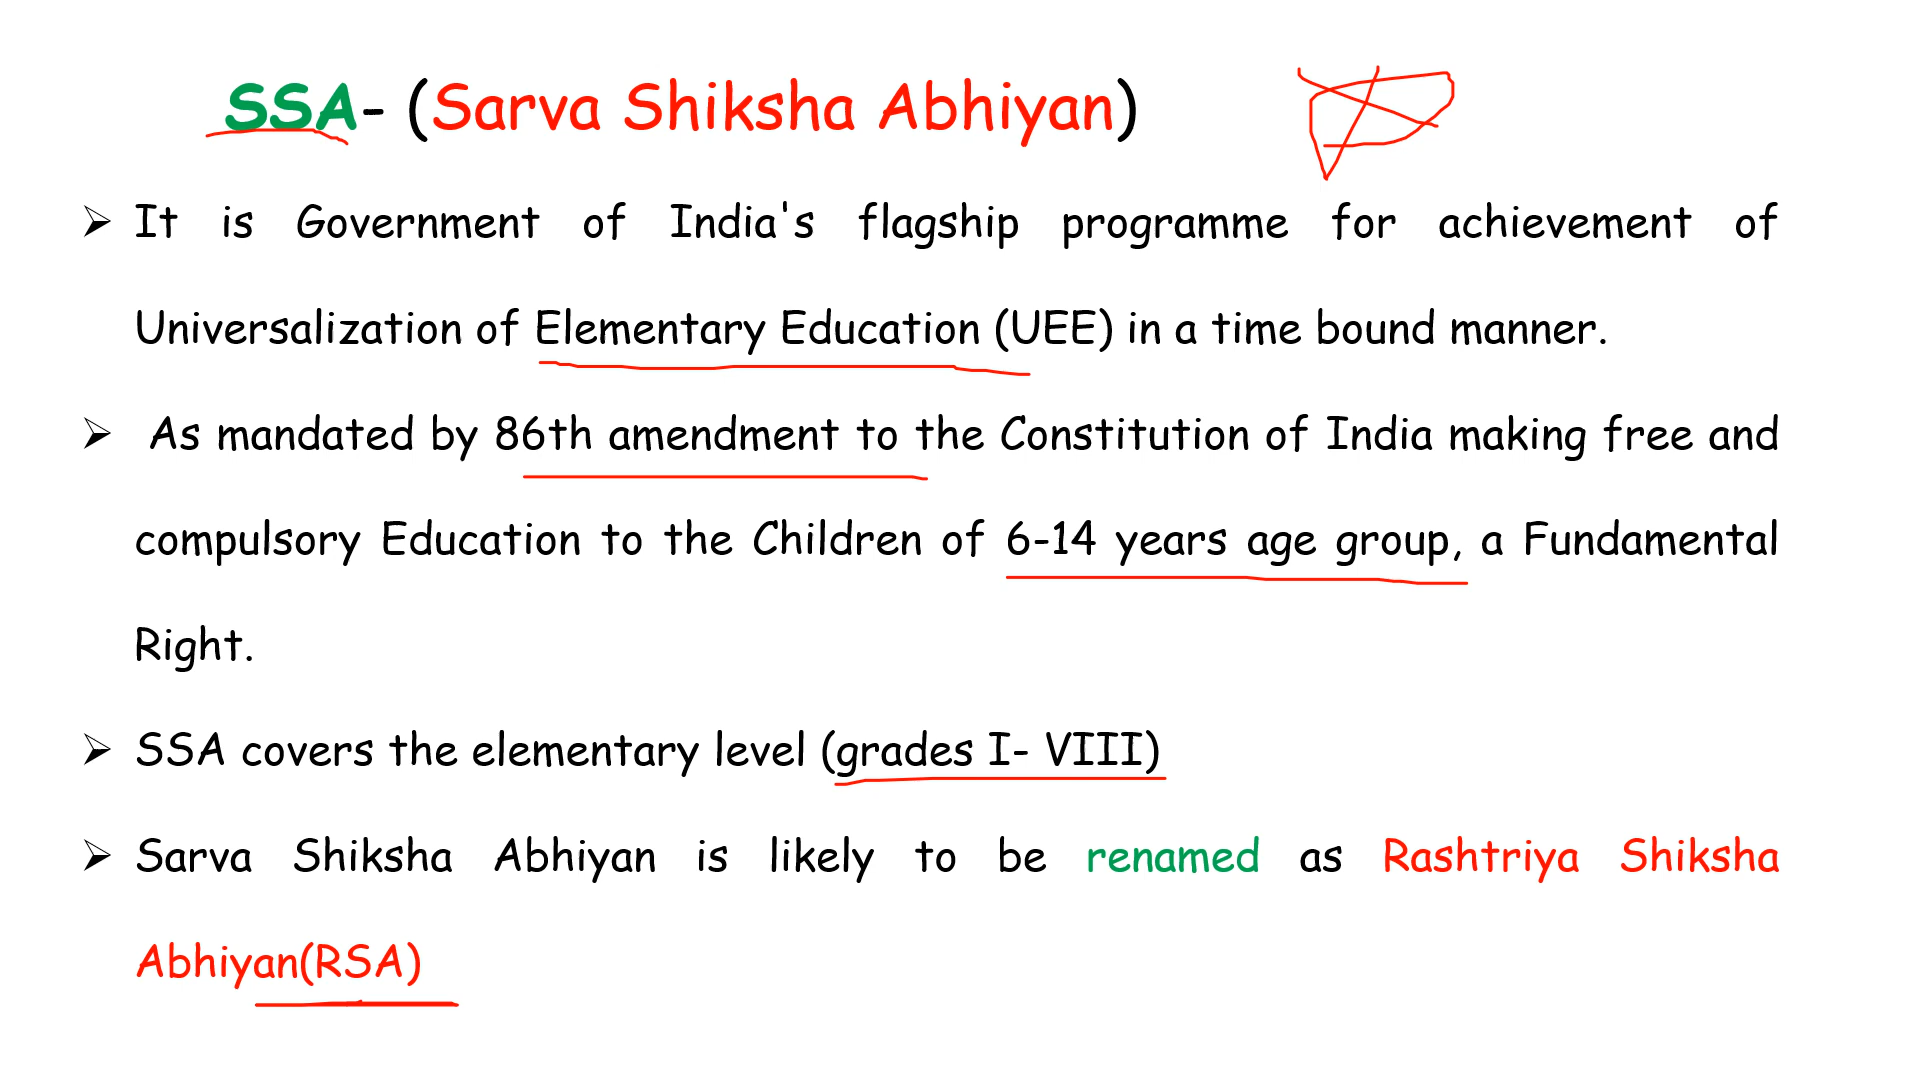 SSA- (Sarva Shiksha Abhiyan)
➢ It is Government of India's flagship programme for achievement of
Universalization of Elementary Education (UEE) in a time bound manner.
➢ As mandated by 86th amendment to the Constitution of India making free and
compulsory Education to the Children of 6-14 years age group, a Fundamental
Right.
➢ SSA covers the elementary level (grades I- VIII)
➢ Sarva Shiksha Abhiyan is likely to be renamed as Rashtriya Shiksha
Abhiyan(RSA)